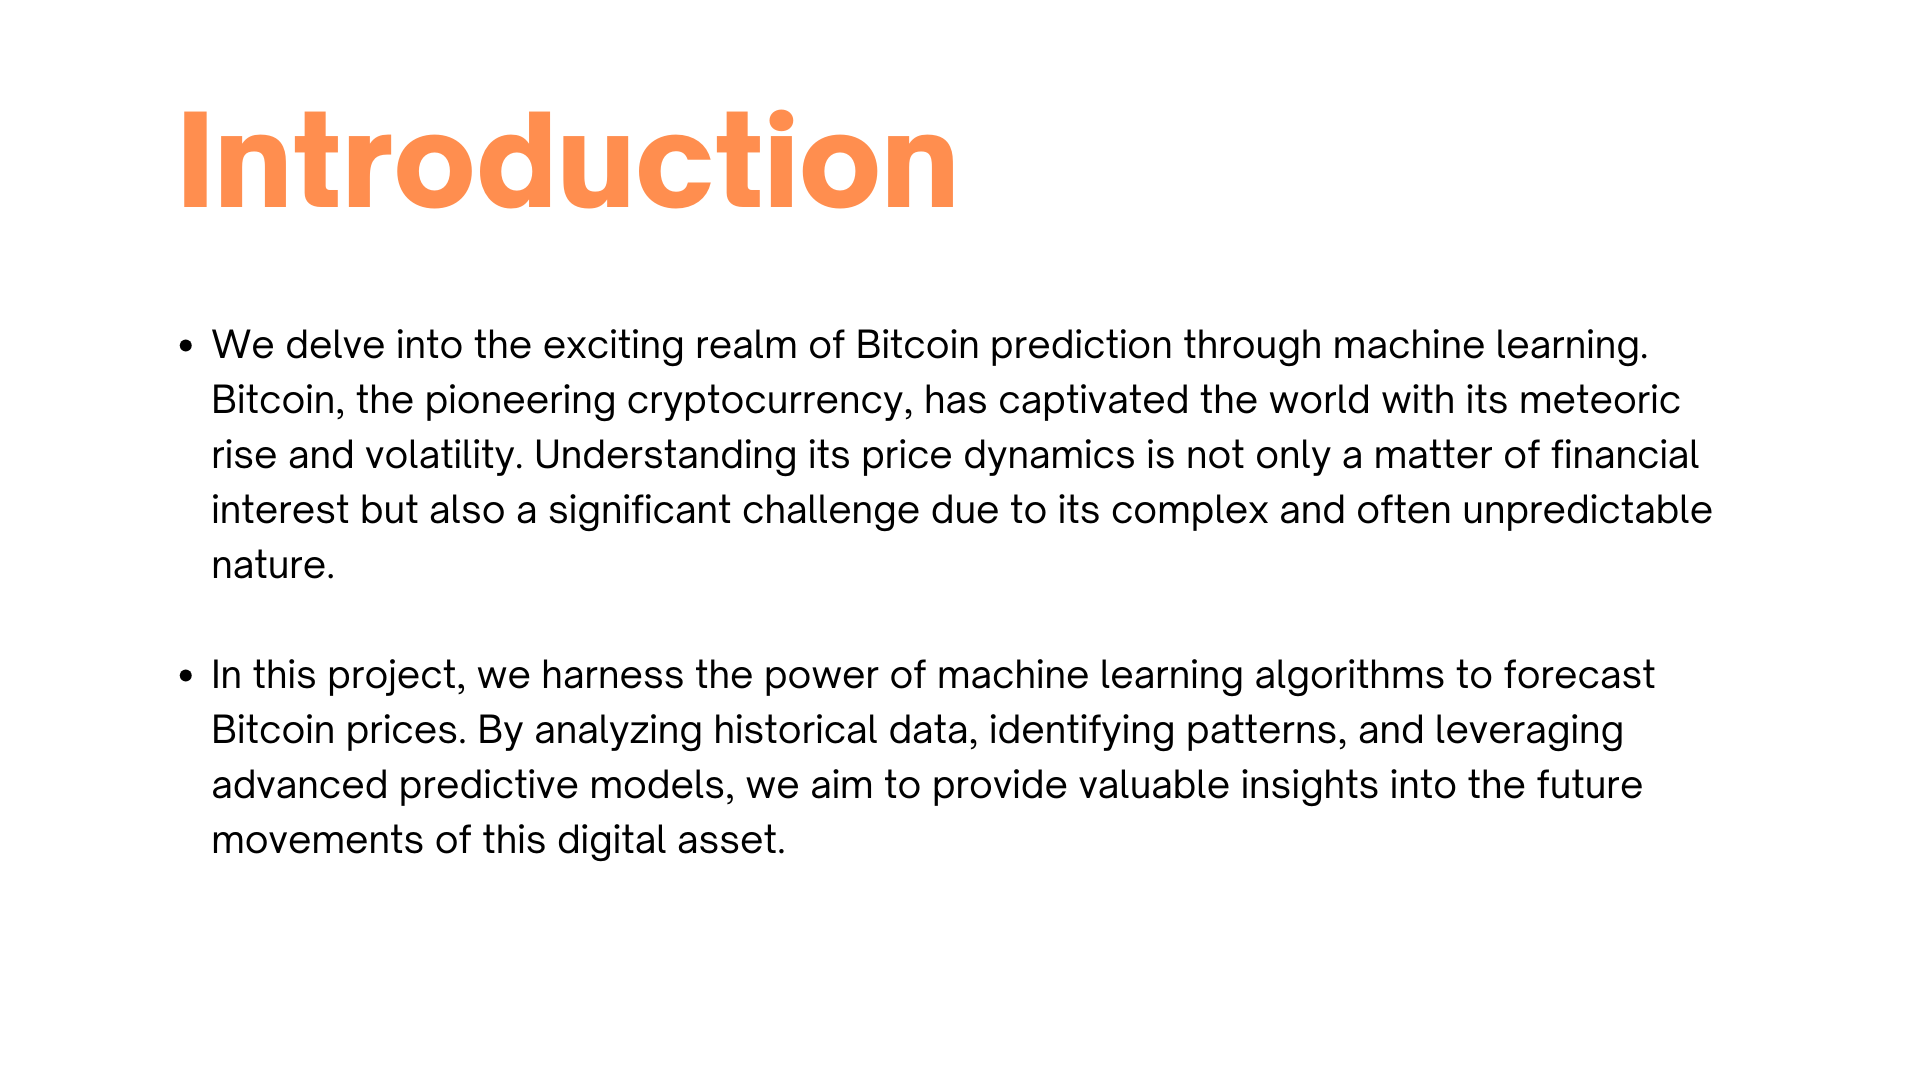 Introduction
• We delve into the exciting realm of Bitcoin prediction through machine learning.
Bitcoin, the pioneering cryptocurrency, has captivated the world with its meteoric
rise and volatility. Understanding its price dynamics is not only a matter of financial
interest but also a significant challenge due to its complex and often unpredictable
nature.
• In this project, we harness the power of machine learning algorithms to forecast
Bitcoin prices. By analyzing historical data, identifying patterns, and leveraging
advanced predictive models, we aim to provide valuable insights into the future
movements of this digital asset.